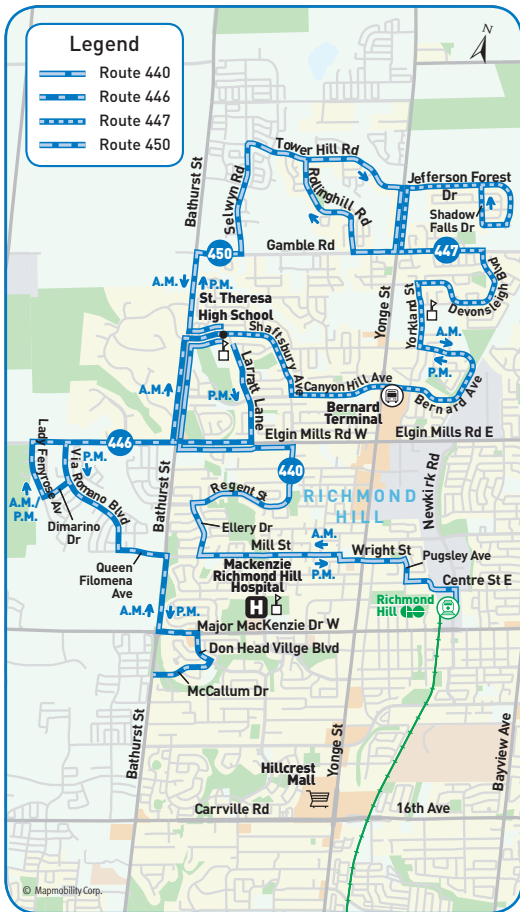 Legend
Route 440
Route 446
Route 447
Route 450
N
Bathurst St
Selwyn Rd
Tower Hill Rd
Rollinghill Rd
Jefferson Forest
Dr
Shadow
Falls Dr
450
Gamble Rd
447
A.M.
P.M.
St. Theresa
High School
Shaftsbury Ave
Yonge St
Yorkland St
Devonsleigh Blvd
A.M.
P.M.
Larratt Lane
P.M.
A.M.
Canyon Hill Ave
Bernard Ave
Bernard
Terminal
Elgin Mills Rd W
Elgin Mills Rd E
446
Lady Fenyrose Av
P.M.
Via Romano Blvd
Bathurst St
440
Regent St
RICHMOND
HILL
Newkirk Rd
A.M.
P.M.
Dimarino
Dr
Ellery Dr
A.M.
Mill St
Wright St
Pugsley Ave
P.M.
Queen
Filomena
Ave
Mackenzie
Richmond Hill
Hospital
H
Centre St E
Richmond
Hill
A.M.
P.M.
Major MacKenzie Dr W
Don Head Villge Blvd
McCallum Dr
Bathurst St
Yonge St
Bayview Ave
Hillcrest
Mall
Carrville Rd
16th Ave
© Mapmobility Corp.